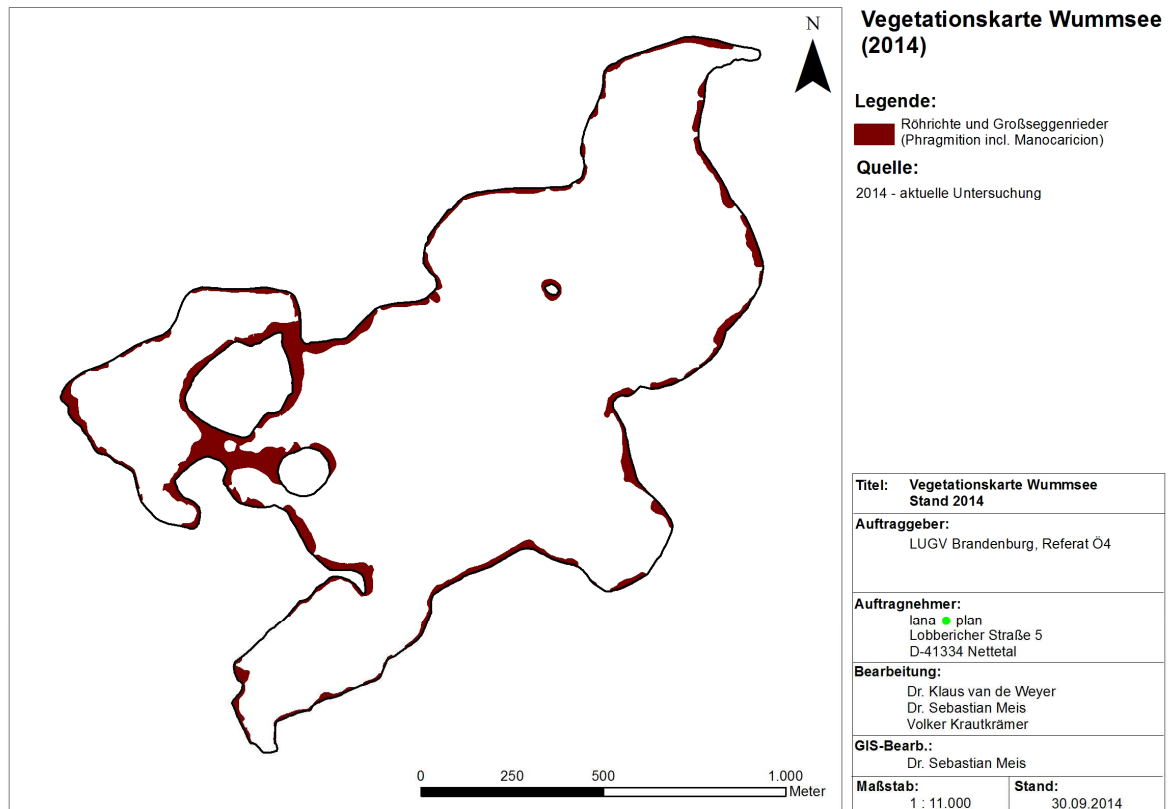 N
Vegetationskarte Wummsee
(2014)
Legende:
Röhrichte und Großseggenrieder
(Phragmition incl. Manocaricion)
Quelle:
2014 - aktuelle Untersuchung
Titel: Vegetationskarte Wummsee
Stand 2014
Auftraggeber:
LUGV Brandenburg, Referat Ö4
Auftragnehmer:
lana plan
Lobbericher Straße 5
D-41334 Nettetal
Bearbeitung:
Dr. Klaus van de Weyer
Dr. Sebastian Meis
Volker Krautkrämer
GIS-Bearb.:
Dr. Sebastian Meis
Maßstab: Stand:
1 : 11.000 30.09.2014
0 250 500 1.000
Meter